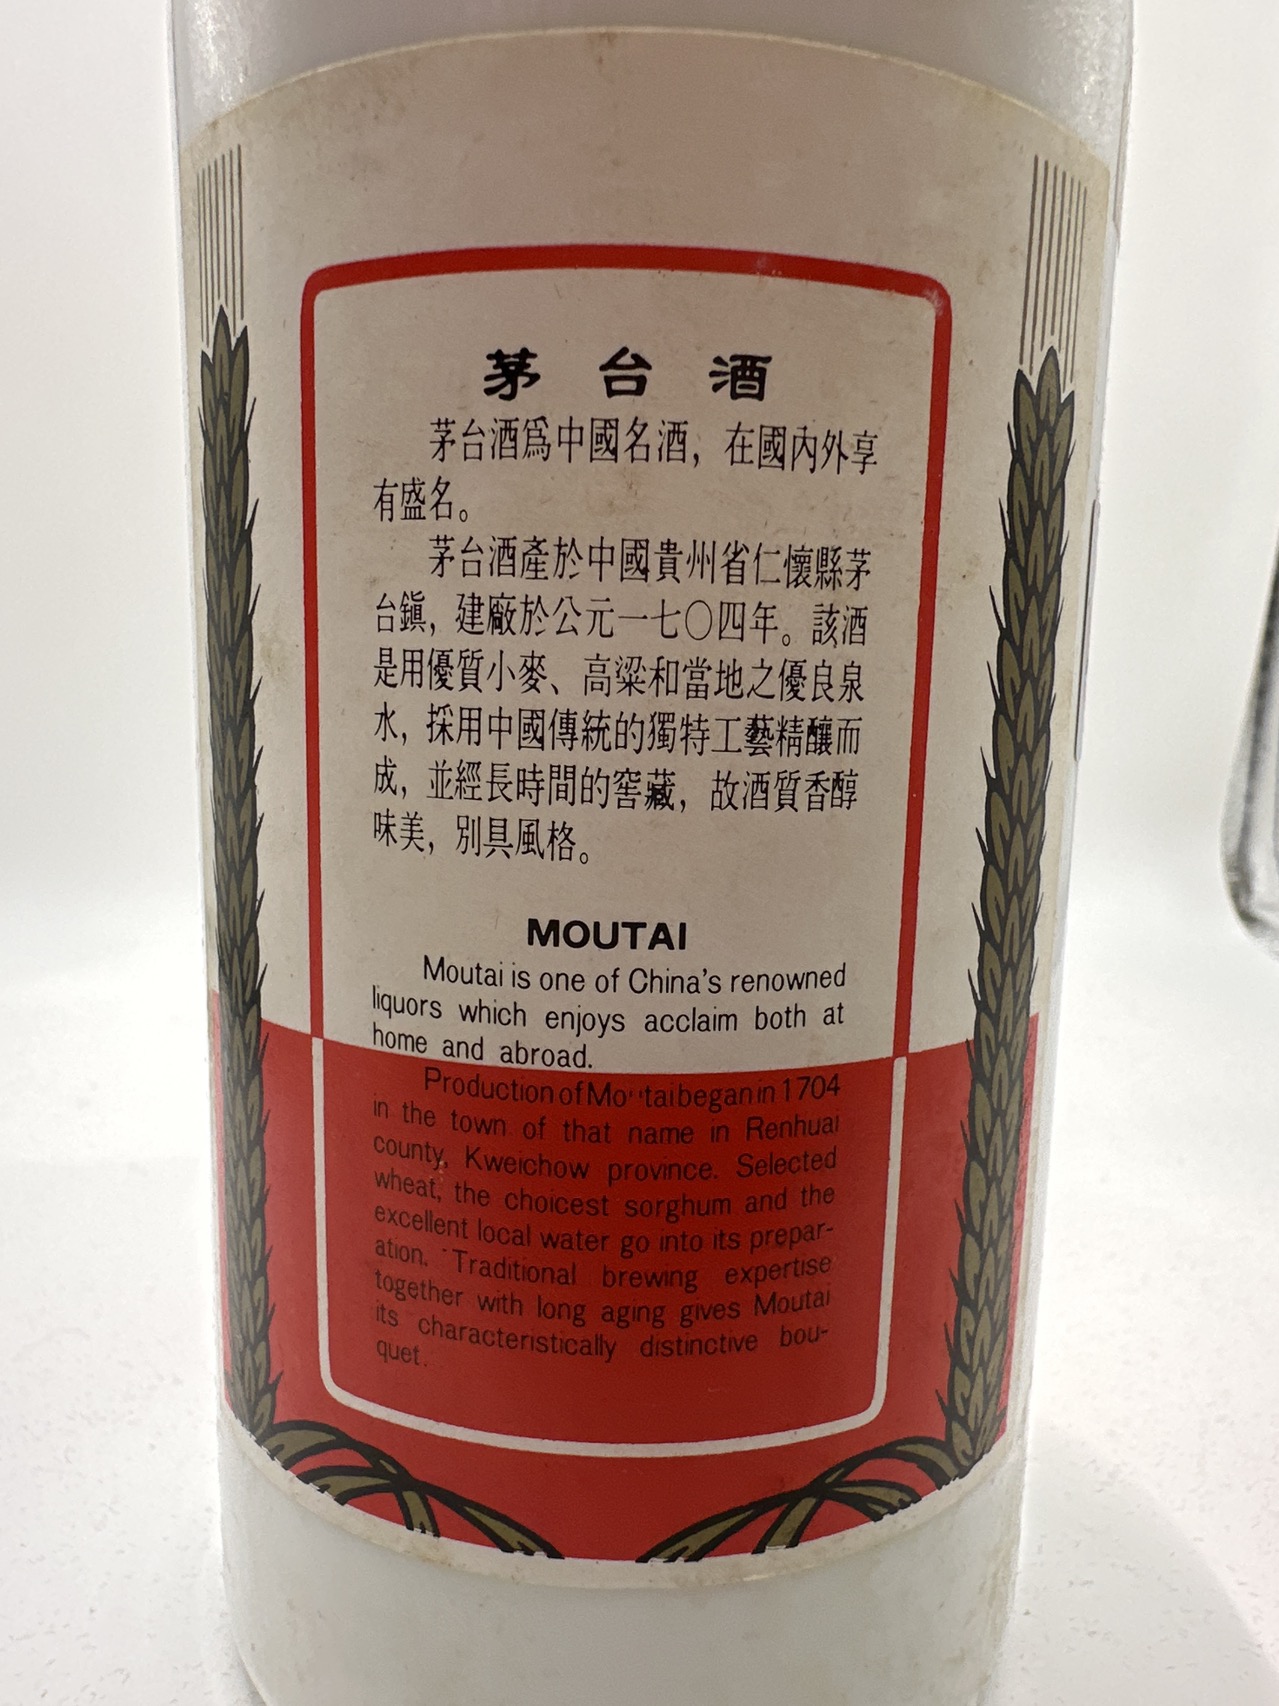 茅台酒
茅台酒爲中國名酒，在國內外享
有盛名。
茅台酒產於中國貴州省仁懷縣茅
台鎮，建廠於公元一七〇四年。該酒
是用優質小麥、高粱和當地之優良泉
水，採用中國傳統的獨特工藝精釀而
成，並經長時間的窖藏，故酒質香醇
味美，別具風格。
MOUTAI
Moutai is one of China's renowned
liquors which enjoys acclaim both at
home and abroad.
Production of Moutai began in 1704
in the town of that name in Renhuai
county, Kweichow province. Selected
wheat, the choicest sorghum and the
excellent local water go into its prepar-
ation. Traditional brewing expertise
together with long aging gives Moutai
its characteristically distinctive bou-
quet.